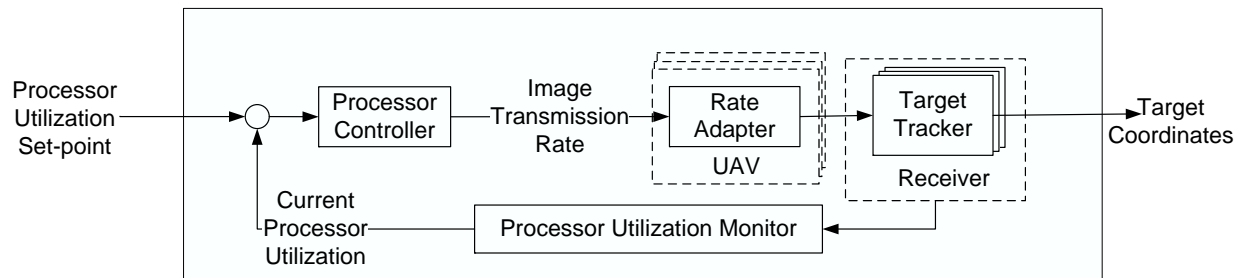 Processor
Utilization
Set-point
Processor
Controller
Image
Transmission
Rate
Rate
Adapter
UAV
Target
Tracker
Receiver
Target
Coordinates
Current
Processor
Utilization
Processor Utilization Monitor